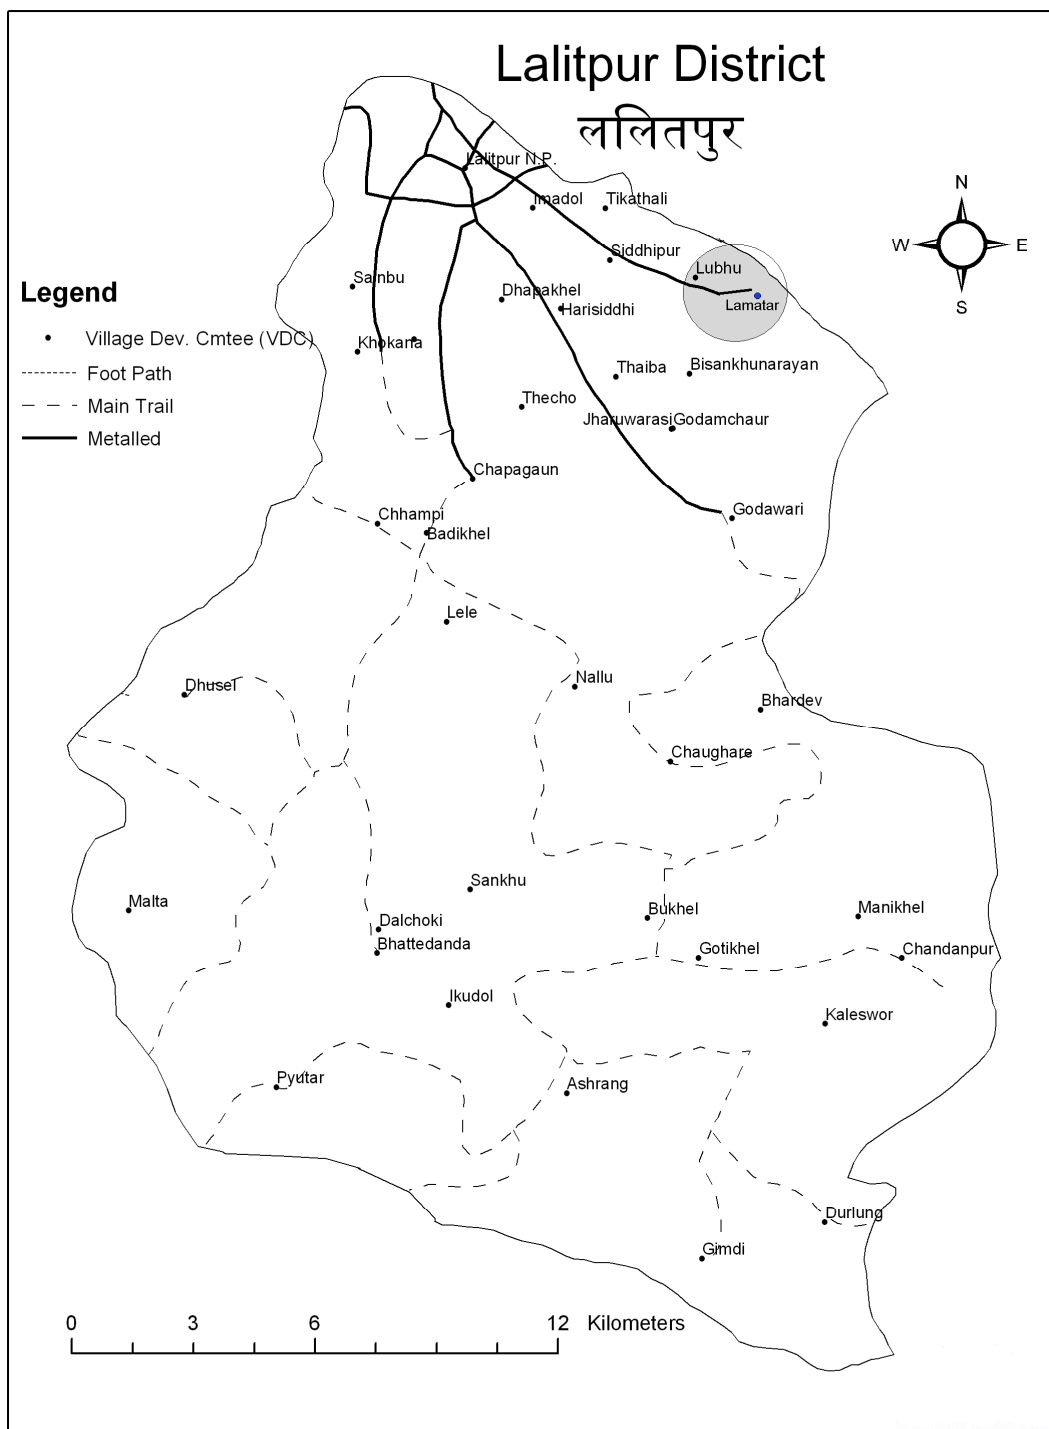 Lalitpur District
ललितपुर
Lalitpur N.P.
Imadol
Tikathali
N
W
E
S
Siddhipur
Lubhu
Sainbu
Dhapakhel
Harisiddhi
Lamatar
Legend
Village Dev. Cmtee (VDC)
Foot Path
Main Trail
Metalled
Khokana
Thaiba
Bisankhunarayan
Thecho
Jharuwarasi
Godamchaur
Chapagaun
Chhampi
Badikhel
Godawari
Lele
Dhusel
Nallu
Bhardev
Chaughare
Sankhu
Malta
Dalchoki
Bhattedanda
Bukhel
Manikhel
Gotikhel
Chandanpur
Ikudol
Kaleswor
Pyutar
Ashrang
Durlung
Gimdi
0 3 6 12 Kilometers